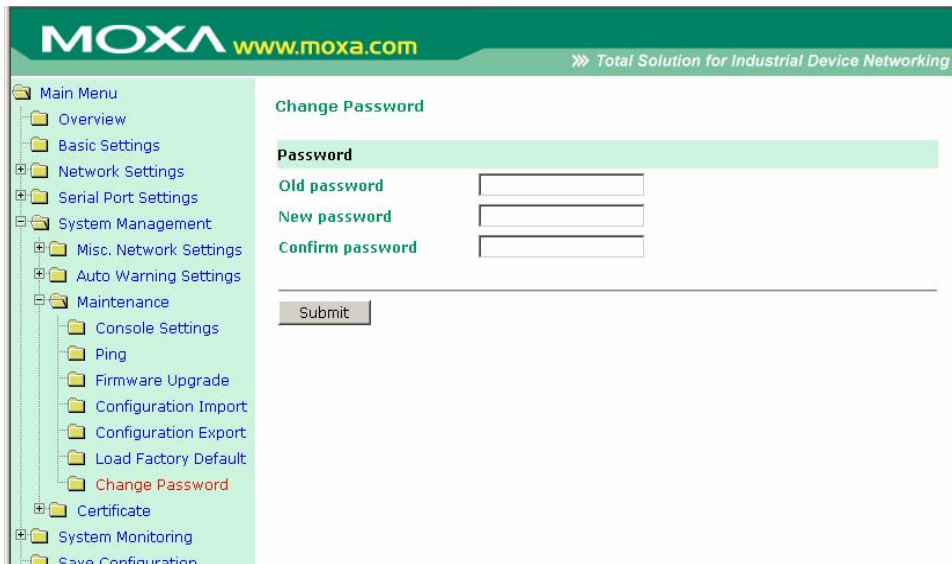 MOXA www.moxa.com
Total Solution for Industrial Device Networking
Main Menu
Overview
Basic Settings
Network Settings
Serial Port Settings
System Management
Misc. Network Settings
Auto Warning Settings
Maintenance
Console Settings
Ping
Firmware Upgrade
Configuration Import
Configuration Export
Load Factory Default
Change Password
Certificate
System Monitoring
Save Configuration
Change Password
Password
Old password
New password
Confirm password
Submit